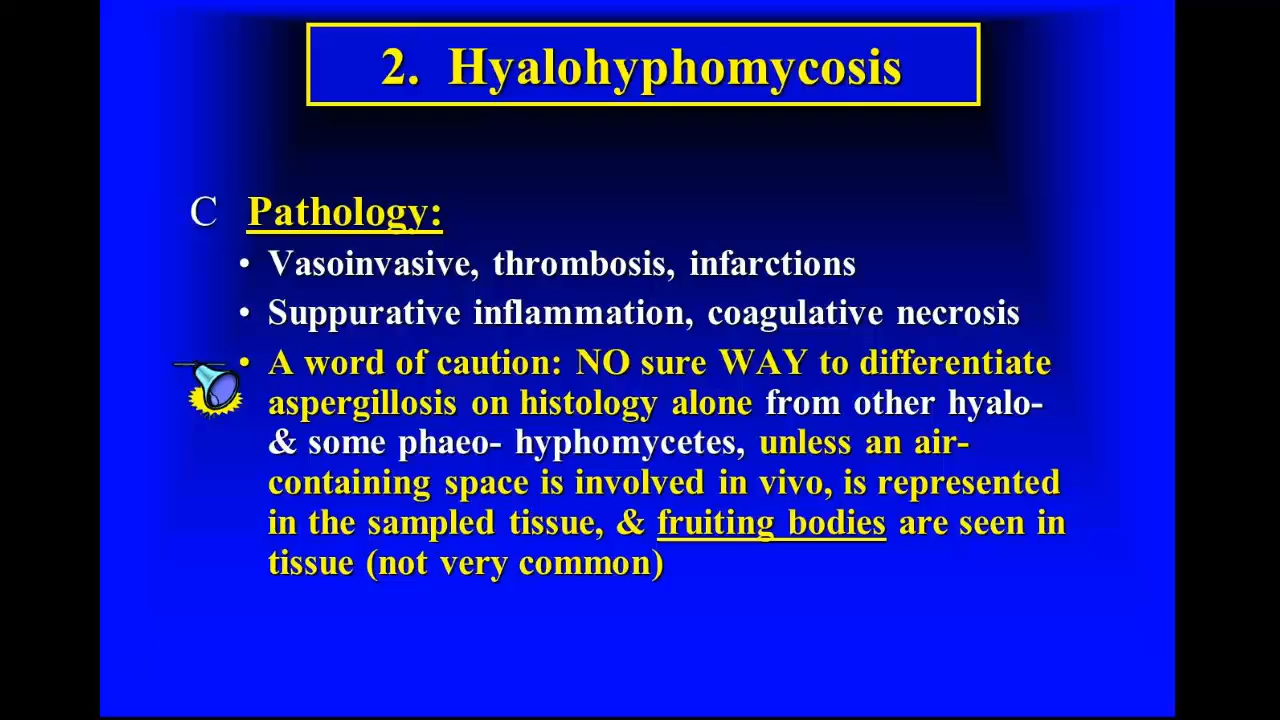 2. Hyalohyphomycosis
C Pathology:
• Vasoinvasive, thrombosis, infarctions
• Suppurative inflammation, coagulative necrosis
• A word of caution: NO sure WAY to differentiate
aspergillosis on histology alone from other hyalo-
& some phaeo- hyphomycetes, unless an air-
containing space is involved in vivo, is represented
in the sampled tissue, & fruiting bodies are seen in
tissue (not very common)